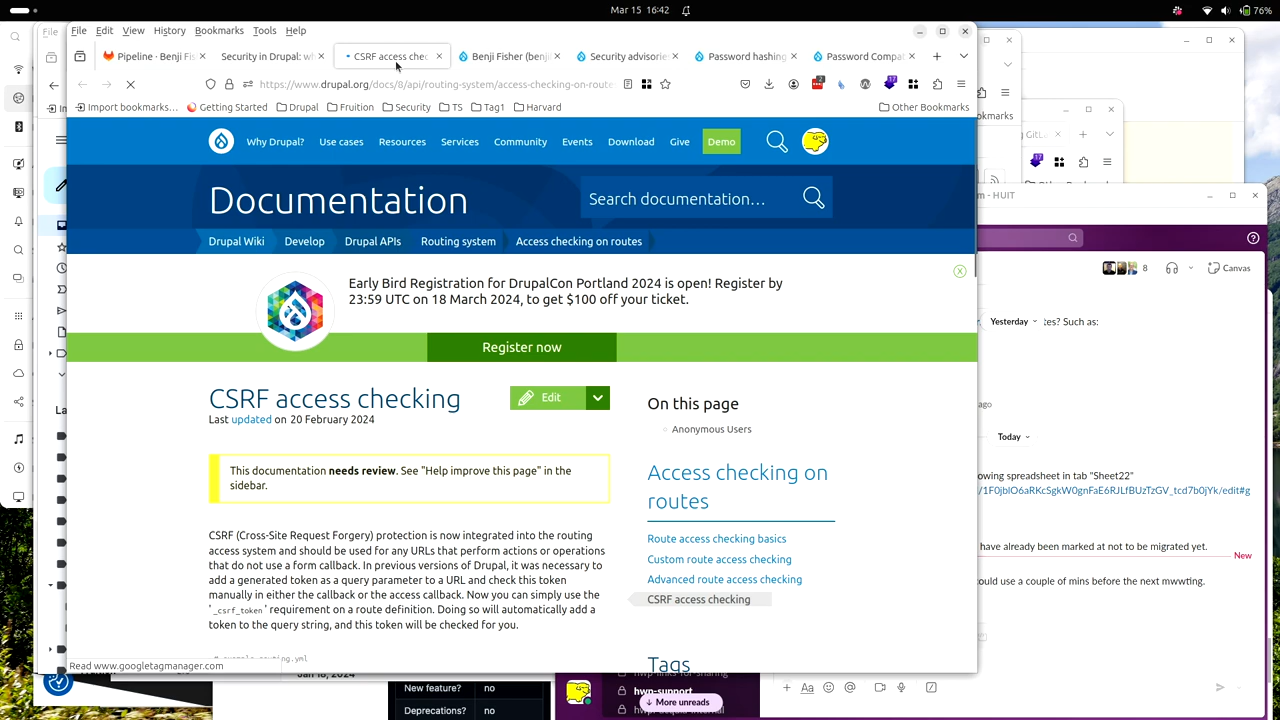 Mar 15 16:42
76%
File Edit View History Bookmarks Tools Help
Pipeline · Benji Fis
Security in Drupal: wh
CSRF access chec
Benji Fisher (benji
Security advisories
Password hashing
Password Compat
https://www.drupal.org/docs/8/api/routing-system/access-checking-on-route
Import bookmarks...
Getting Started
Drupal
Fruition
Security
TS
Tag1
Harvard
Other Bookmarks
Why Drupal?
Use cases
Resources
Services
Community
Events
Download
Give
Demo
Documentation
Search documentation...
Drupal Wiki
Develop
Drupal APIs
Routing system
Access checking on routes
Early Bird Registration for DrupalCon Portland 2024 is open! Register by
23:59 UTC on 18 March 2024, to get $100 off your ticket.
Register now
CSRF access checking
Edit
Last updated on 20 February 2024
This documentation needs review. See "Help improve this page" in the
sidebar.
CSRF (Cross-Site Request Forgery) protection is now integrated into the routing
access system and should be used for any URLs that perform actions or operations
that do not use a form callback. In previous versions of Drupal, it was necessary to
add a generated token as a query parameter to a URL and check this token
manually in either the callback or the access callback. Now you can simply use the
'_csrf_token' requirement on a route definition. Doing so will automatically add a
token to the query string, and this token will be checked for you.
On this page
Anonymous Users
Access checking on
routes
Route access checking basics
Custom route access checking
Advanced route access checking
CSRF access checking
Tags
Read www.googletagmanager.com
File
- HUIT
8
Canvas
Yesterday
tes? Such as:
ago
Today
owing spreadsheet in tab "Sheet22"
/1F0jblO6aRKcSgkW0gnFaE6RJLfBUzTzGV_tcd7b0jYk/edit#g
have already been marked at not to be migrated yet.
New
ould use a couple of mins before the next mwwting.
hwp-support
More unreads
New feature? no
Deprecations? no